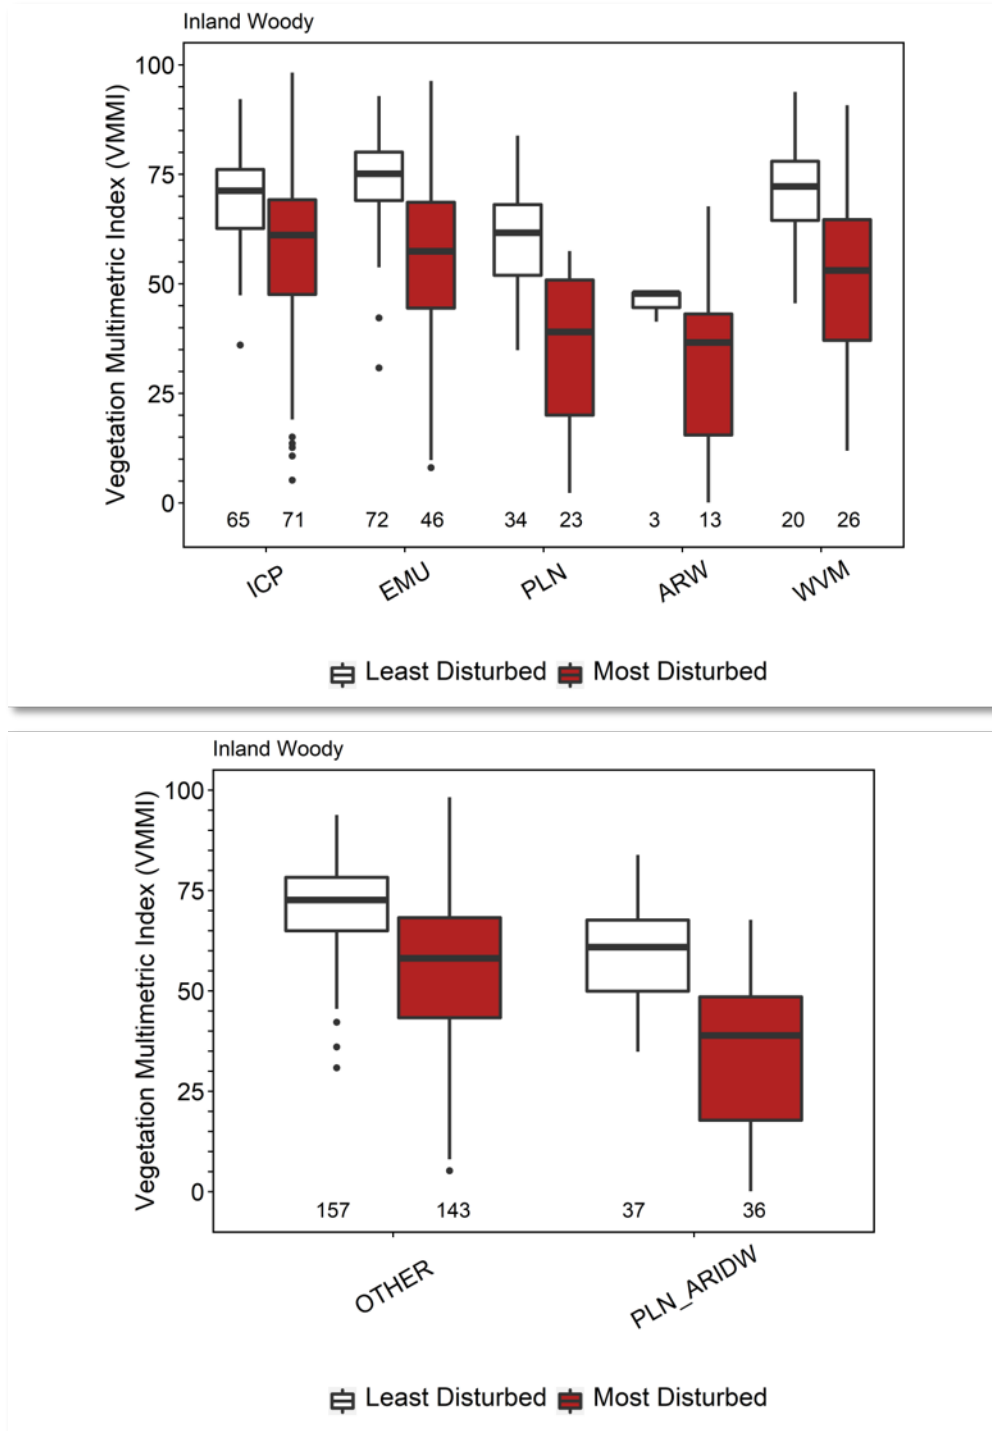 Inland Woody
Vegetation Multimetric Index (VMMI)
100
75
50
25
0
65 71 72 46 34 23 3 13 20 26
ICP EMU PLN ARW WVM
Least Disturbed Most Disturbed
Inland Woody
Vegetation Multimetric Index (VMMI)
100
75
50
25
0
157 143 37 36
OTHER PLN_ARIDW
Least Disturbed Most Disturbed